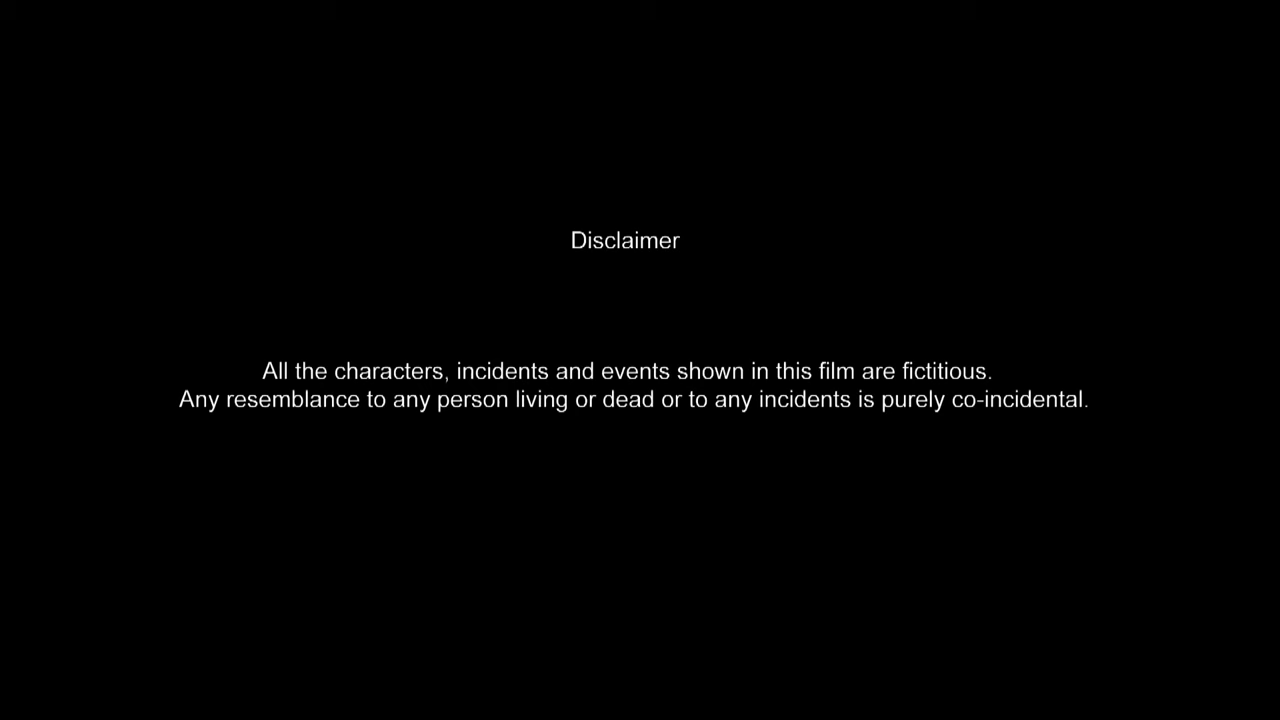 Disclaimer
All the characters, incidents and events shown in this film are fictitious.
Any resemblance to any person living or dead or to any incidents is purely co-incidental.